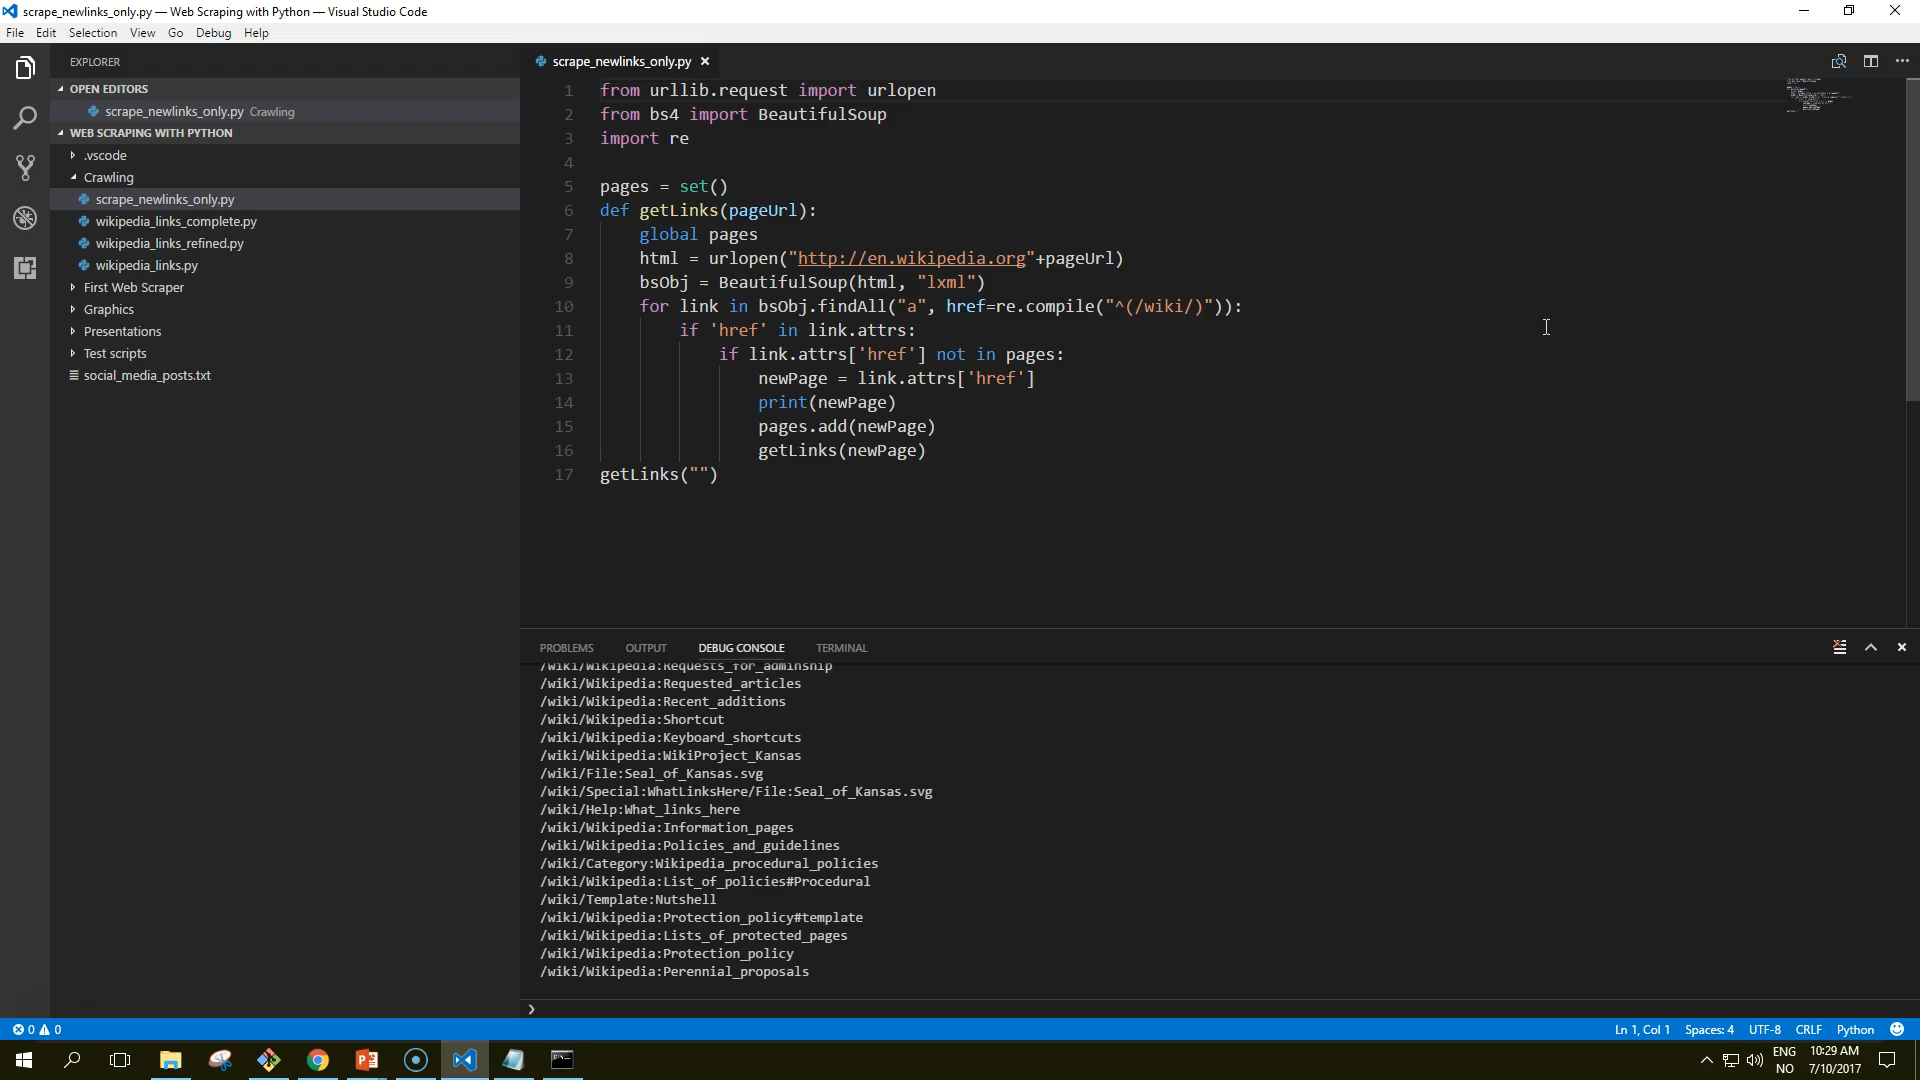 scrape_newlinks_only.py — Web Scraping with Python — Visual Studio Code
File Edit Selection View Go Debug Help
EXPLORER
OPEN EDITORS
scrape_newlinks_only.py Crawling
WEB SCRAPING WITH PYTHON
.vscode
Crawling
scrape_newlinks_only.py
wikipedia_links_complete.py
wikipedia_links_refined.py
wikipedia_links.py
First Web Scraper
Graphics
Presentations
Test scripts
social_media_posts.txt
scrape_newlinks_only.py
1 from urllib.request import urlopen
2 from bs4 import BeautifulSoup
3 import re
4
5 pages = set()
6 def getLinks(pageUrl):
7 global pages
8 html = urlopen("http://en.wikipedia.org"+pageUrl)
9 bsObj = BeautifulSoup(html, "lxml")
10 for link in bsObj.findAll("a", href=re.compile("^(/wiki/)")):
11 if 'href' in link.attrs:
12 if link.attrs['href'] not in pages:
13 newPage = link.attrs['href']
14 print(newPage)
15 pages.add(newPage)
16 getLinks(newPage)
17 getLinks("")
PROBLEMS OUTPUT DEBUG CONSOLE TERMINAL
/wiki/Wikipedia:Requests_for_adminship
/wiki/Wikipedia:Requested_articles
/wiki/Wikipedia:Recent_additions
/wiki/Wikipedia:Shortcut
/wiki/Wikipedia:Keyboard_shortcuts
/wiki/Wikipedia:WikiProject_Kansas
/wiki/File:Seal_of_Kansas.svg
/wiki/Special:WhatLinksHere/File:Seal_of_Kansas.svg
/wiki/Help:What_links_here
/wiki/Wikipedia:Information_pages
/wiki/Wikipedia:Policies_and_guidelines
/wiki/Category:Wikipedia_procedural_policies
/wiki/Wikipedia:List_of_policies#Procedural
/wiki/Template:Nutshell
/wiki/Wikipedia:Protection_policy#template
/wiki/Wikipedia:Lists_of_protected_pages
/wiki/Wikipedia:Protection_policy
/wiki/Wikipedia:Perennial_proposals
0 0 Ln 1, Col 1 Spaces: 4 UTF-8 CRLF Python
ENG 10:29 AM
NO 7/10/2017